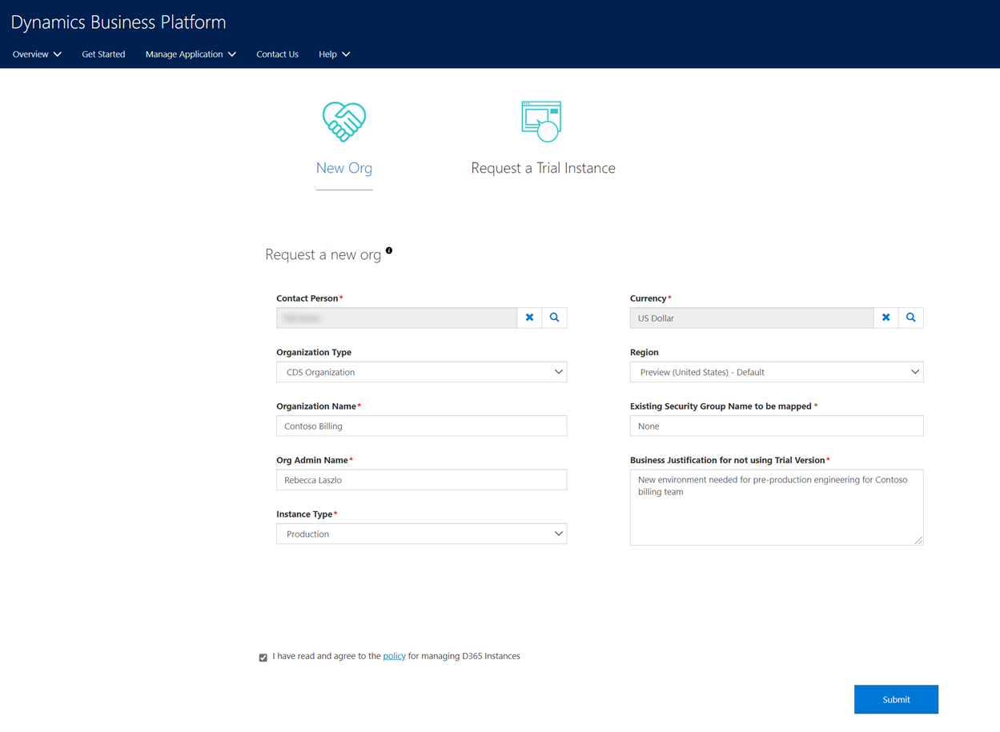 Dynamics Business Platform
Overview
Get Started
Manage Application
Contact Us
Help
New Org
Request a Trial Instance
Request a new org
Contact Person*
Currency*
US Dollar
Organization Type
CDS Organization
Region
Preview (United States) - Default
Organization Name*
Contoso Billing
Existing Security Group Name to be mapped *
None
Org Admin Name*
Rebecca Laszlo
Business Justification for not using Trial Version*
New environment needed for pre-production engineering for Contoso
billing team
Instance Type*
Production
I have read and agree to the policy for managing D365 Instances
Submit